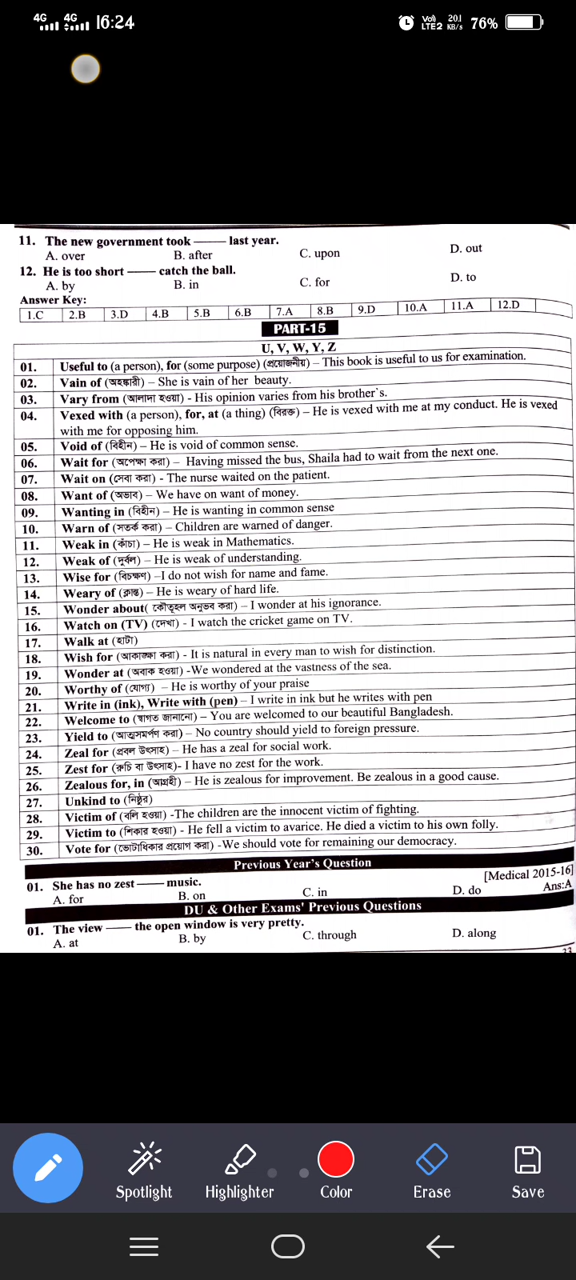 4G 4G 16:24 Vo) LTE2 20.1 KB/s 76%
11. The new government took —— last year.
A. over B. after C. upon D. out
12. He is too short —— catch the ball.
A. by B. in C. for D. to
Answer Key:
1.C 2.B 3.D 4.B 5.B 6.B 7.A 8.B 9.D 10.A 11.A 12.D
PART-15
U, V, W, Y, Z
01. Useful to (a person), for (some purpose) (প্রয়োজনীয়) – This book is useful to us for examination.
02. Vain of (অহঙ্কারী) – She is vain of her beauty.
03. Vary from (আলাদা হওয়া) - His opinion varies from his brother's.
04. Vexed with (a person), for, at (a thing) (বিরক্ত) – He is vexed with me at my conduct. He is vexed
with me for opposing him.
05. Void of (বিহীন) – He is void of common sense.
06. Wait for (অপেক্ষা করা) – Having missed the bus, Shaila had to wait from the next one.
07. Wait on (সেবা করা) - The nurse waited on the patient.
08. Want of (অভাব) – We have on want of money.
09. Wanting in (বিহীন) – He is wanting in common sense
10. Warn of (সতর্ক করা) – Children are warned of danger.
11. Weak in (কাঁচা) – He is weak in Mathematics.
12. Weak of (দুর্বল) – He is weak of understanding.
13. Wise for (বিচক্ষণ) –I do not wish for name and fame.
14. Weary of (ক্লান্ত) – He is weary of hard life.
15. Wonder about( কৌতূহল অনুভব করা) – I wonder at his ignorance.
16. Watch on (TV) (দেখা) - I watch the cricket game on TV.
17. Walk at (হাটা)
18. Wish for (আকাঙ্ক্ষা করা) - It is natural in every man to wish for distinction.
19. Wonder at (অবাক হওয়া) -We wondered at the vastness of the sea.
20. Worthy of (যোগ্য) – He is worthy of your praise
21. Write in (ink), Write with (pen) – I write in ink but he writes with pen
22. Welcome to (স্বাগত জানানো) – You are welcomed to our beautiful Bangladesh.
23. Yield to (আত্মসমর্পণ করা) – No country should yield to foreign pressure.
24. Zeal for (প্রবল উৎসাহ) – He has a zeal for social work.
25. Zest for (রুচি বা উৎসাহ)- I have no zest for the work.
26. Zealous for, in (আগ্রহী) – He is zealous for improvement. Be zealous in a good cause.
27. Unkind to (নিষ্ঠুর)
28. Victim of (বলি হওয়া) -The children are the innocent victim of fighting.
29. Victim to (শিকার হওয়া) - He fell a victim to avarice. He died a victim to his own folly.
30. Vote for (ভোটাধিকার প্রয়োগ করা) -We should vote for remaining our democracy.
Previous Year's Question
01. She has no zest —— music. [Medical 2015-16]
A. for B. on C. in D. do Ans:A
DU & Other Exams' Previous Questions
01. The view —— the open window is very pretty.
A. at B. by C. through D. along
Spotlight Highlighter Color Erase Save